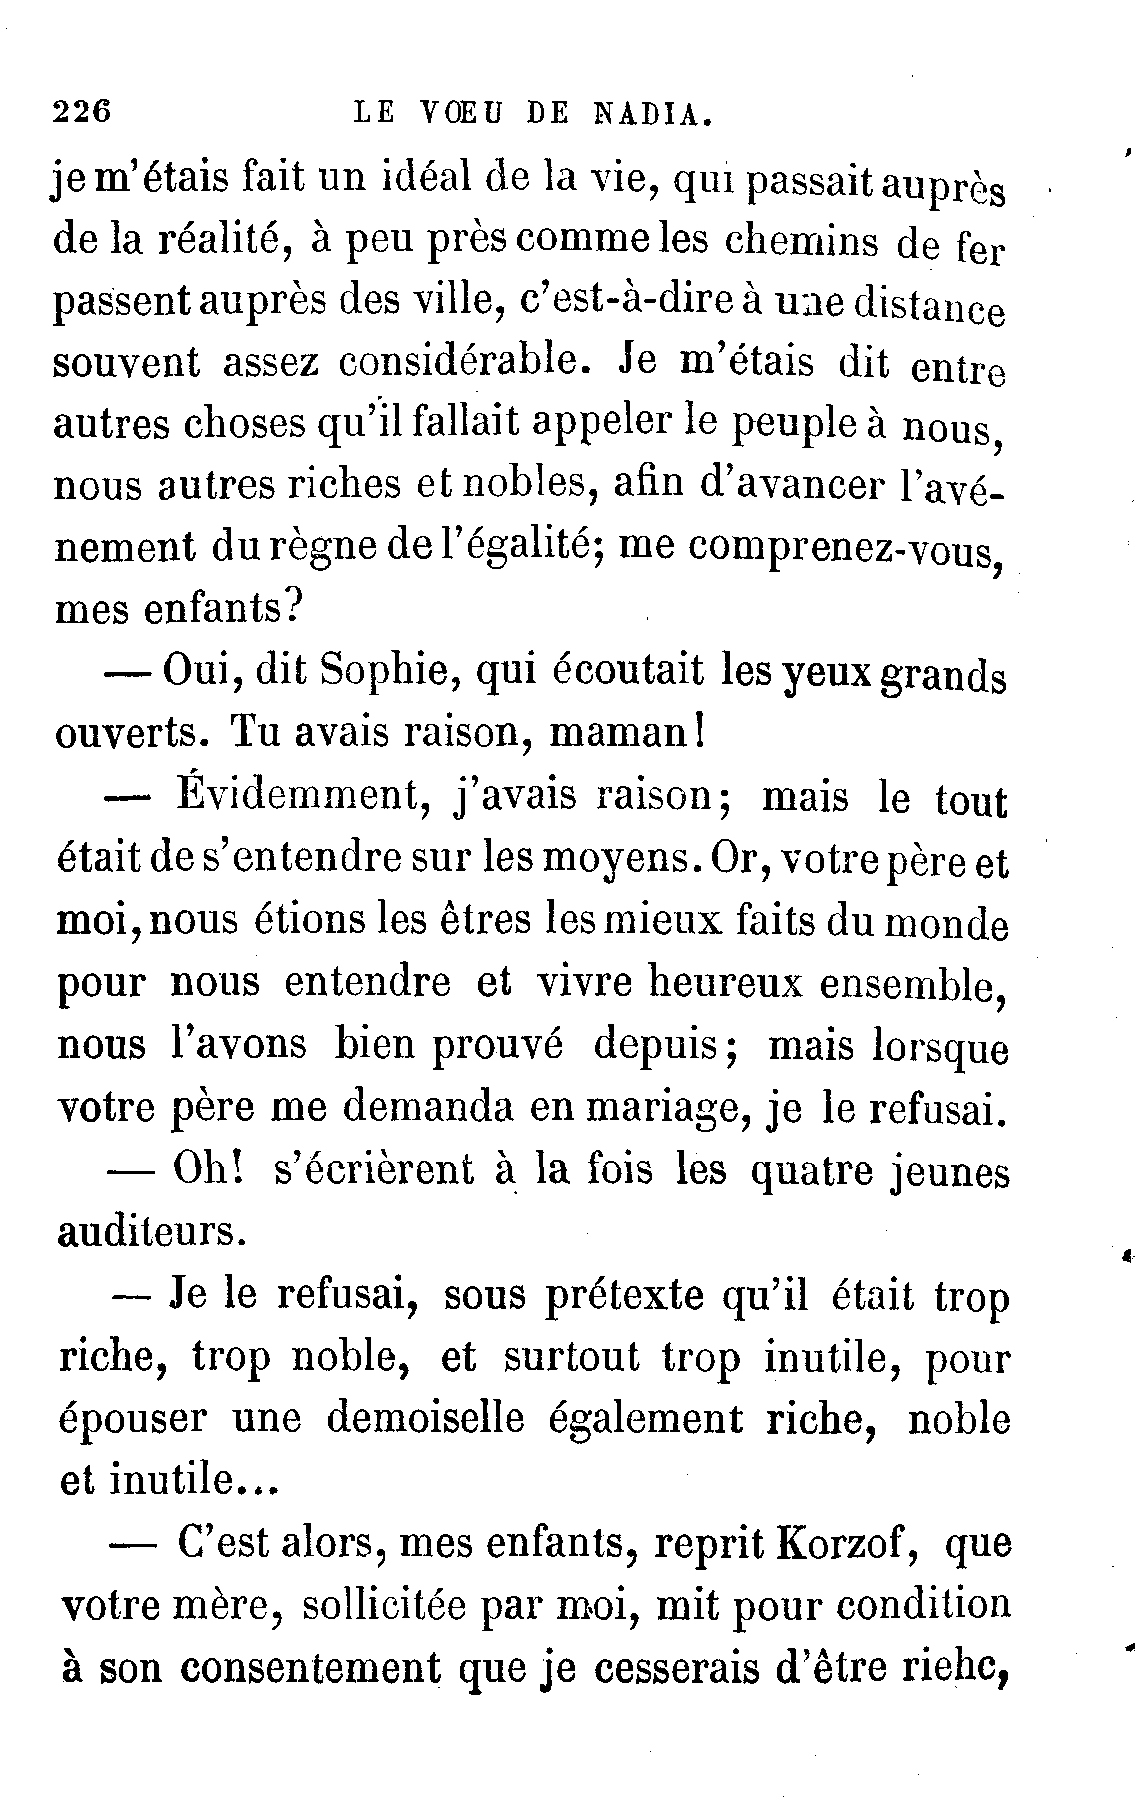 226 LE VŒU DE NADIA.
je m'étais fait un idéal de la vie, qui passait auprès
de la réalité, à peu près comme les chemins de fer
passent auprès des ville, c'est-à-dire à une distance
souvent assez considérable. Je m'étais dit entre
autres choses qu'il fallait appeler le peuple à nous,
nous autres riches et nobles, afin d'avancer l'avé-
nement du règne de l'égalité; me comprenez-vous,
mes enfants?
— Oui, dit Sophie, qui écoutait les yeux grands
ouverts. Tu avais raison, maman!
— Évidemment, j'avais raison; mais le tout
était de s'entendre sur les moyens. Or, votre père et
moi, nous étions les êtres les mieux faits du monde
pour nous entendre et vivre heureux ensemble,
nous l'avons bien prouvé depuis; mais lorsque
votre père me demanda en mariage, je le refusai.
— Oh! s'écrièrent à la fois les quatre jeunes
auditeurs.
— Je le refusai, sous prétexte qu'il était trop
riche, trop noble, et surtout trop inutile, pour
épouser une demoiselle également riche, noble
et inutile...
— C'est alors, mes enfants, reprit Korzof, que
votre mère, sollicitée par moi, mit pour condition
à son consentement que je cesserais d'être riehc,